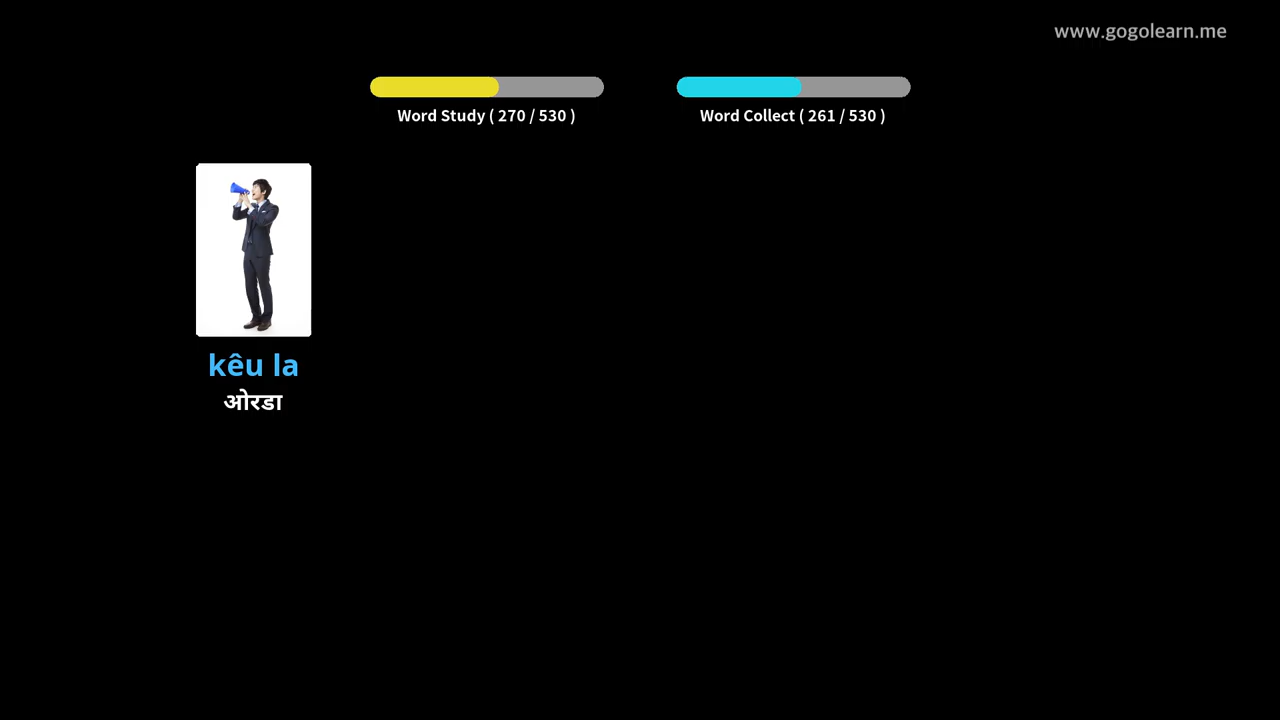 www.gogolearn.me
Word Study ( 270 / 530 )
Word Collect ( 261 / 530 )
kêu la
ओरडा